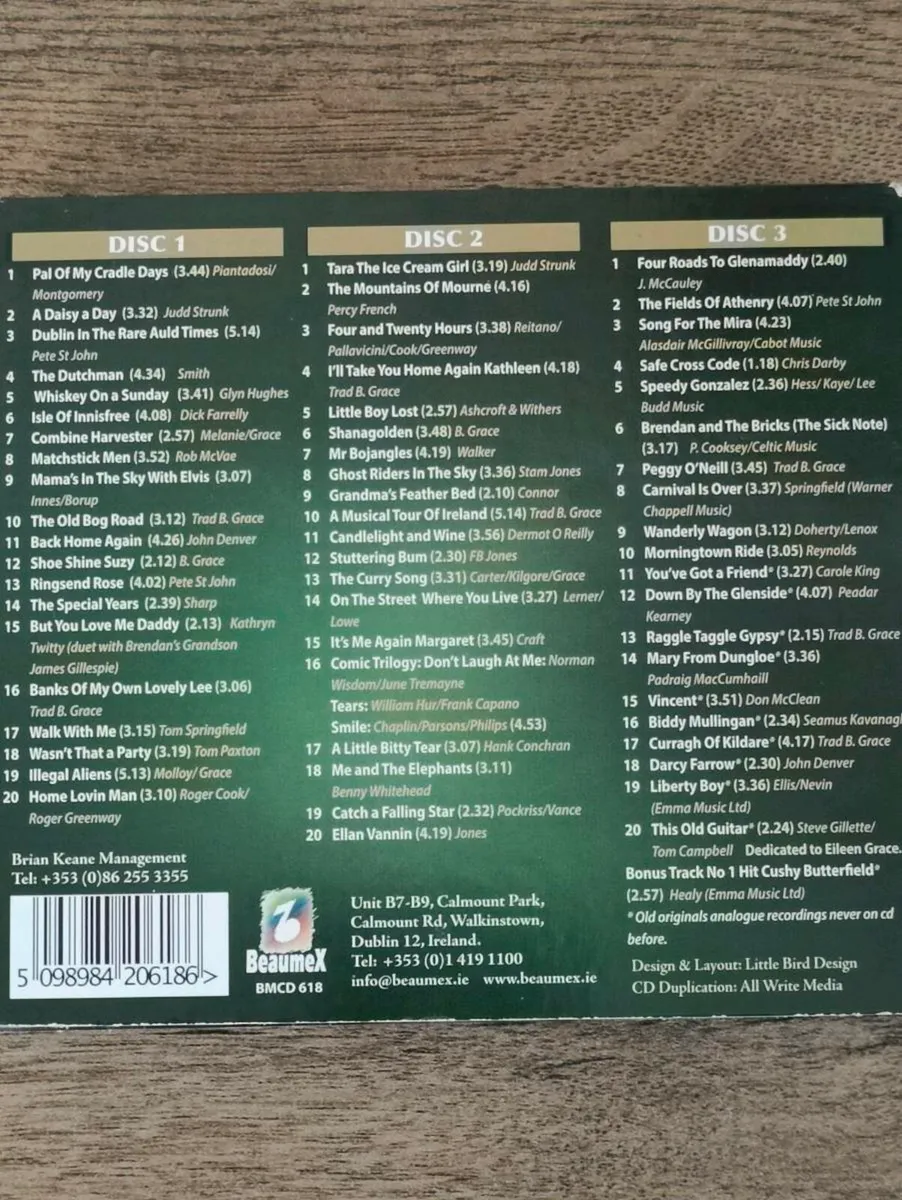 DISC 1
1 Pal Of My Cradle Days (3.44) Piantadosi/
Montgomery
2 A Daisy a Day (3.32) Judd Strunk
3 Dublin In The Rare Auld Times (5.14)
Pete St John
4 The Dutchman (4.34) Smith
5 Whiskey On a Sunday (3.41) Glyn Hughes
6 Isle Of Innisfree (4.08) Dick Farrelly
7 Combine Harvester (2.57) Melanie/Grace
8 Matchstick Men (3.52) Rob McVae
9 Mama's In The Sky With Elvis (3.07)
Innes/Borup
10 The Old Bog Road (3.12) Trad B. Grace
11 Back Home Again (4.26) John Denver
12 Shoe Shine Suzy (2.12) B. Grace
13 Ringsend Rose (4.02) Pete St John
14 The Special Years (2.39) Sharp
15 But You Love Me Daddy (2.13) Kathryn
Twitty (duet with Brendan's Grandson
James Gillespie)
16 Banks Of My Own Lovely Lee (3.06)
Trad B. Grace
17 Walk With Me (3.15) Tom Springfield
18 Wasn't That a Party (3.19) Tom Paxton
19 Illegal Aliens (5.13) Molloy/ Grace
20 Home Lovin Man (3.10) Roger Cook/
Roger Greenway
Brian Keane Management
Tel: +353 (0)86 255 3355
5 098984 206186 >
DISC 2
1 Tara The Ice Cream Girl (3.19) Judd Strunk
2 The Mountains Of Mourne (4.16)
Percy French
3 Four and Twenty Hours (3.38) Reitano/
Pallavicini/Cook/Greenway
4 I'll Take You Home Again Kathleen (4.18)
Trad B. Grace
5 Little Boy Lost (2.57) Ashcroft & Withers
6 Shanagolden (3.48) B. Grace
7 Mr Bojangles (4.19) Walker
8 Ghost Riders In The Sky (3.36) Stam Jones
9 Grandma's Feather Bed (2.10) Connor
10 A Musical Tour Of Ireland (5.14) Trad B. Grace
11 Candlelight and Wine (3.56) Dermot O Reilly
12 Stuttering Bum (2.30) FB Jones
13 The Curry Song (3.31) Carter/Kilgore/Grace
14 On The Street Where You Live (3.27) Lerner/
Lowe
15 It's Me Again Margaret (3.45) Craft
16 Comic Trilogy: Don't Laugh At Me: Norman
Wisdom/June Tremayne
Tears: William Hur/Frank Capano
Smile: Chaplin/Parsons/Philips (4.53)
17 A Little Bitty Tear (3.07) Hank Conchran
18 Me and The Elephants (3.11)
Benny Whitehead
19 Catch a Falling Star (2.32) Pockriss/Vance
20 Ellan Vannin (4.19) Jones
BeaumeX
BMCD 618
Unit B7-B9, Calmount Park,
Calmount Rd, Walkinstown,
Dublin 12, Ireland.
Tel: +353 (0)1 419 1100
info@beaumex.ie www.beaumex.ie
DISC 3
1 Four Roads To Glenamaddy (2.40)
J. McCauley
2 The Fields Of Athenry (4.07) Pete St John
3 Song For The Mira (4.23)
Alasdair McGillivray/Cabot Music
4 Safe Cross Code (1.18) Chris Darby
5 Speedy Gonzalez (2.36) Hess/ Kaye/ Lee
Budd Music
6 Brendan and The Bricks (The Sick Note)
(3.17) P. Cooksey/Celtic Music
7 Peggy O'Neill (3.45) Trad B. Grace
8 Carnival Is Over (3.37) Springfield (Warner
Chappell Music)
9 Wanderly Wagon (3.12) Doherty/Lenox
10 Morningtown Ride (3.05) Reynolds
11 You've Got a Friend* (3.27) Carole King
12 Down By The Glenside* (4.07) Peadar
Kearney
13 Raggle Taggle Gypsy* (2.15) Trad B. Grace
14 Mary From Dungloe* (3.36)
Padraig MacCumhaill
15 Vincent* (3.51) Don McClean
16 Biddy Mullingan* (2.34) Seamus Kavanagh
17 Curragh Of Kildare* (4.17) Trad B. Grace
18 Darcy Farrow* (2.30) John Denver
19 Liberty Boy* (3.36) Ellis/Nevin
(Emma Music Ltd)
20 This Old Guitar* (2.24) Steve Gillette/
Tom Campbell Dedicated to Eileen Grace.
Bonus Track No 1 Hit Cushy Butterfield*
(2.57) Healy (Emma Music Ltd)
*Old originals analogue recordings never on cd
before.
Design & Layout: Little Bird Design
CD Duplication: All Write Media